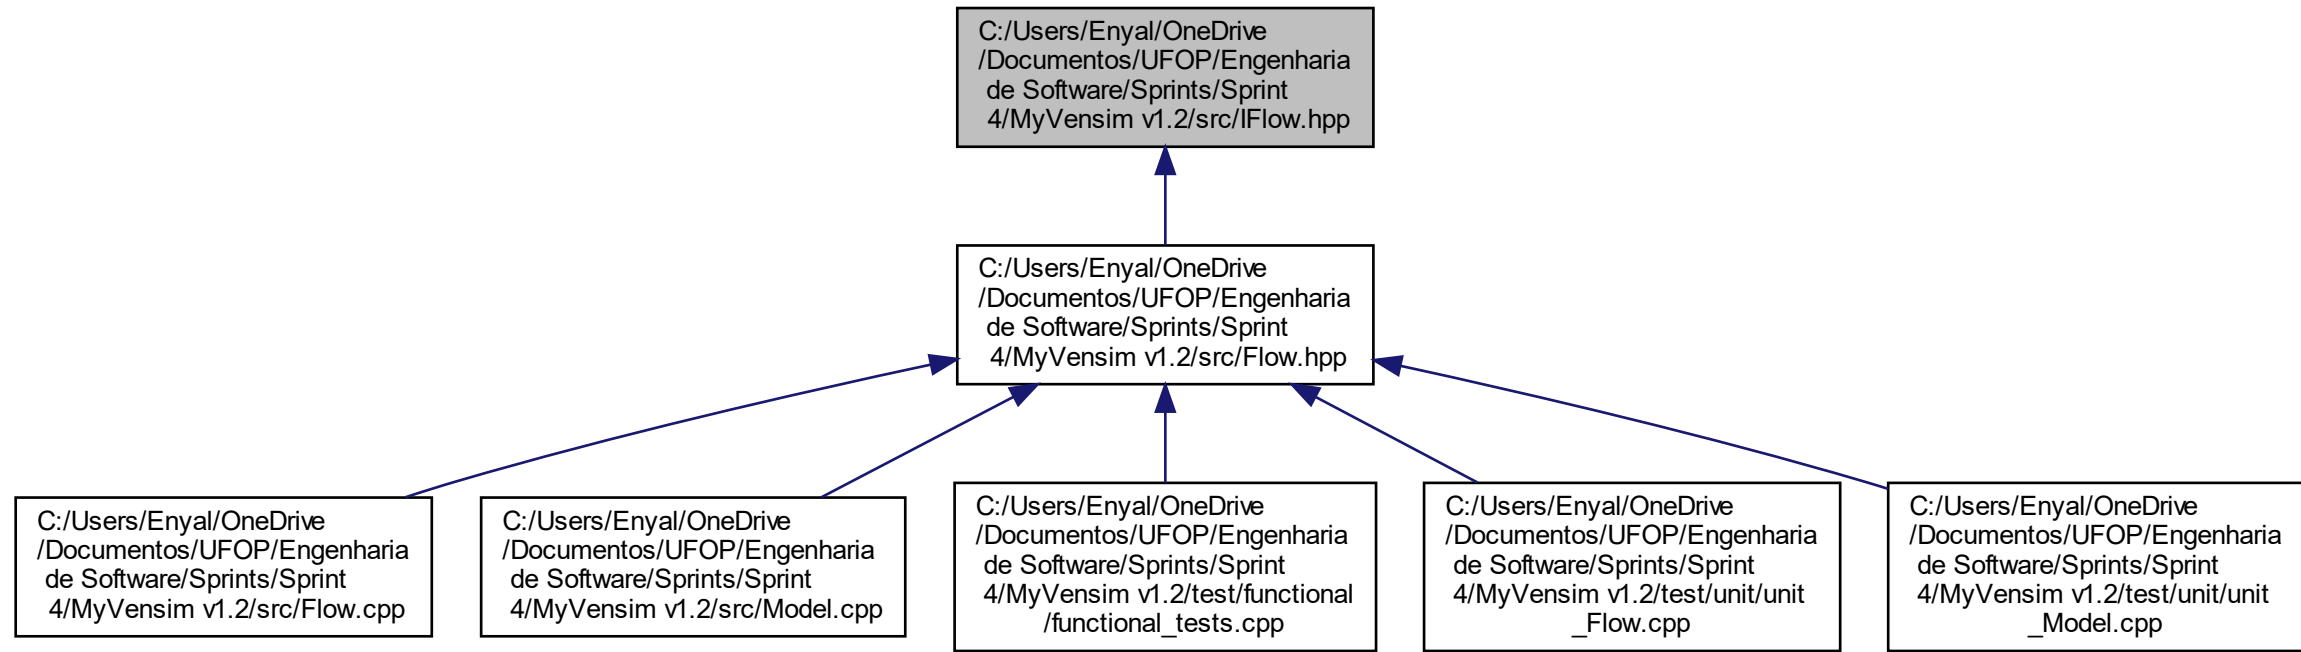 C:/Users/Enyal/OneDrive
/Documentos/UFOP/Engenharia
de Software/Sprints/Sprint
4/MyVensim v1.2/src/IFlow.hpp
C:/Users/Enyal/OneDrive
/Documentos/UFOP/Engenharia
de Software/Sprints/Sprint
4/MyVensim v1.2/src/Flow.hpp
C:/Users/Enyal/OneDrive
/Documentos/UFOP/Engenharia
de Software/Sprints/Sprint
4/MyVensim v1.2/src/Flow.cpp
C:/Users/Enyal/OneDrive
/Documentos/UFOP/Engenharia
de Software/Sprints/Sprint
4/MyVensim v1.2/src/Model.cpp
C:/Users/Enyal/OneDrive
/Documentos/UFOP/Engenharia
de Software/Sprints/Sprint
4/MyVensim v1.2/test/functional
/functional_tests.cpp
C:/Users/Enyal/OneDrive
/Documentos/UFOP/Engenharia
de Software/Sprints/Sprint
4/MyVensim v1.2/test/unit/unit
_Flow.cpp
C:/Users/Enyal/OneDrive
/Documentos/UFOP/Engenharia
de Software/Sprints/Sprint
4/MyVensim v1.2/test/unit/unit
_Model.cpp